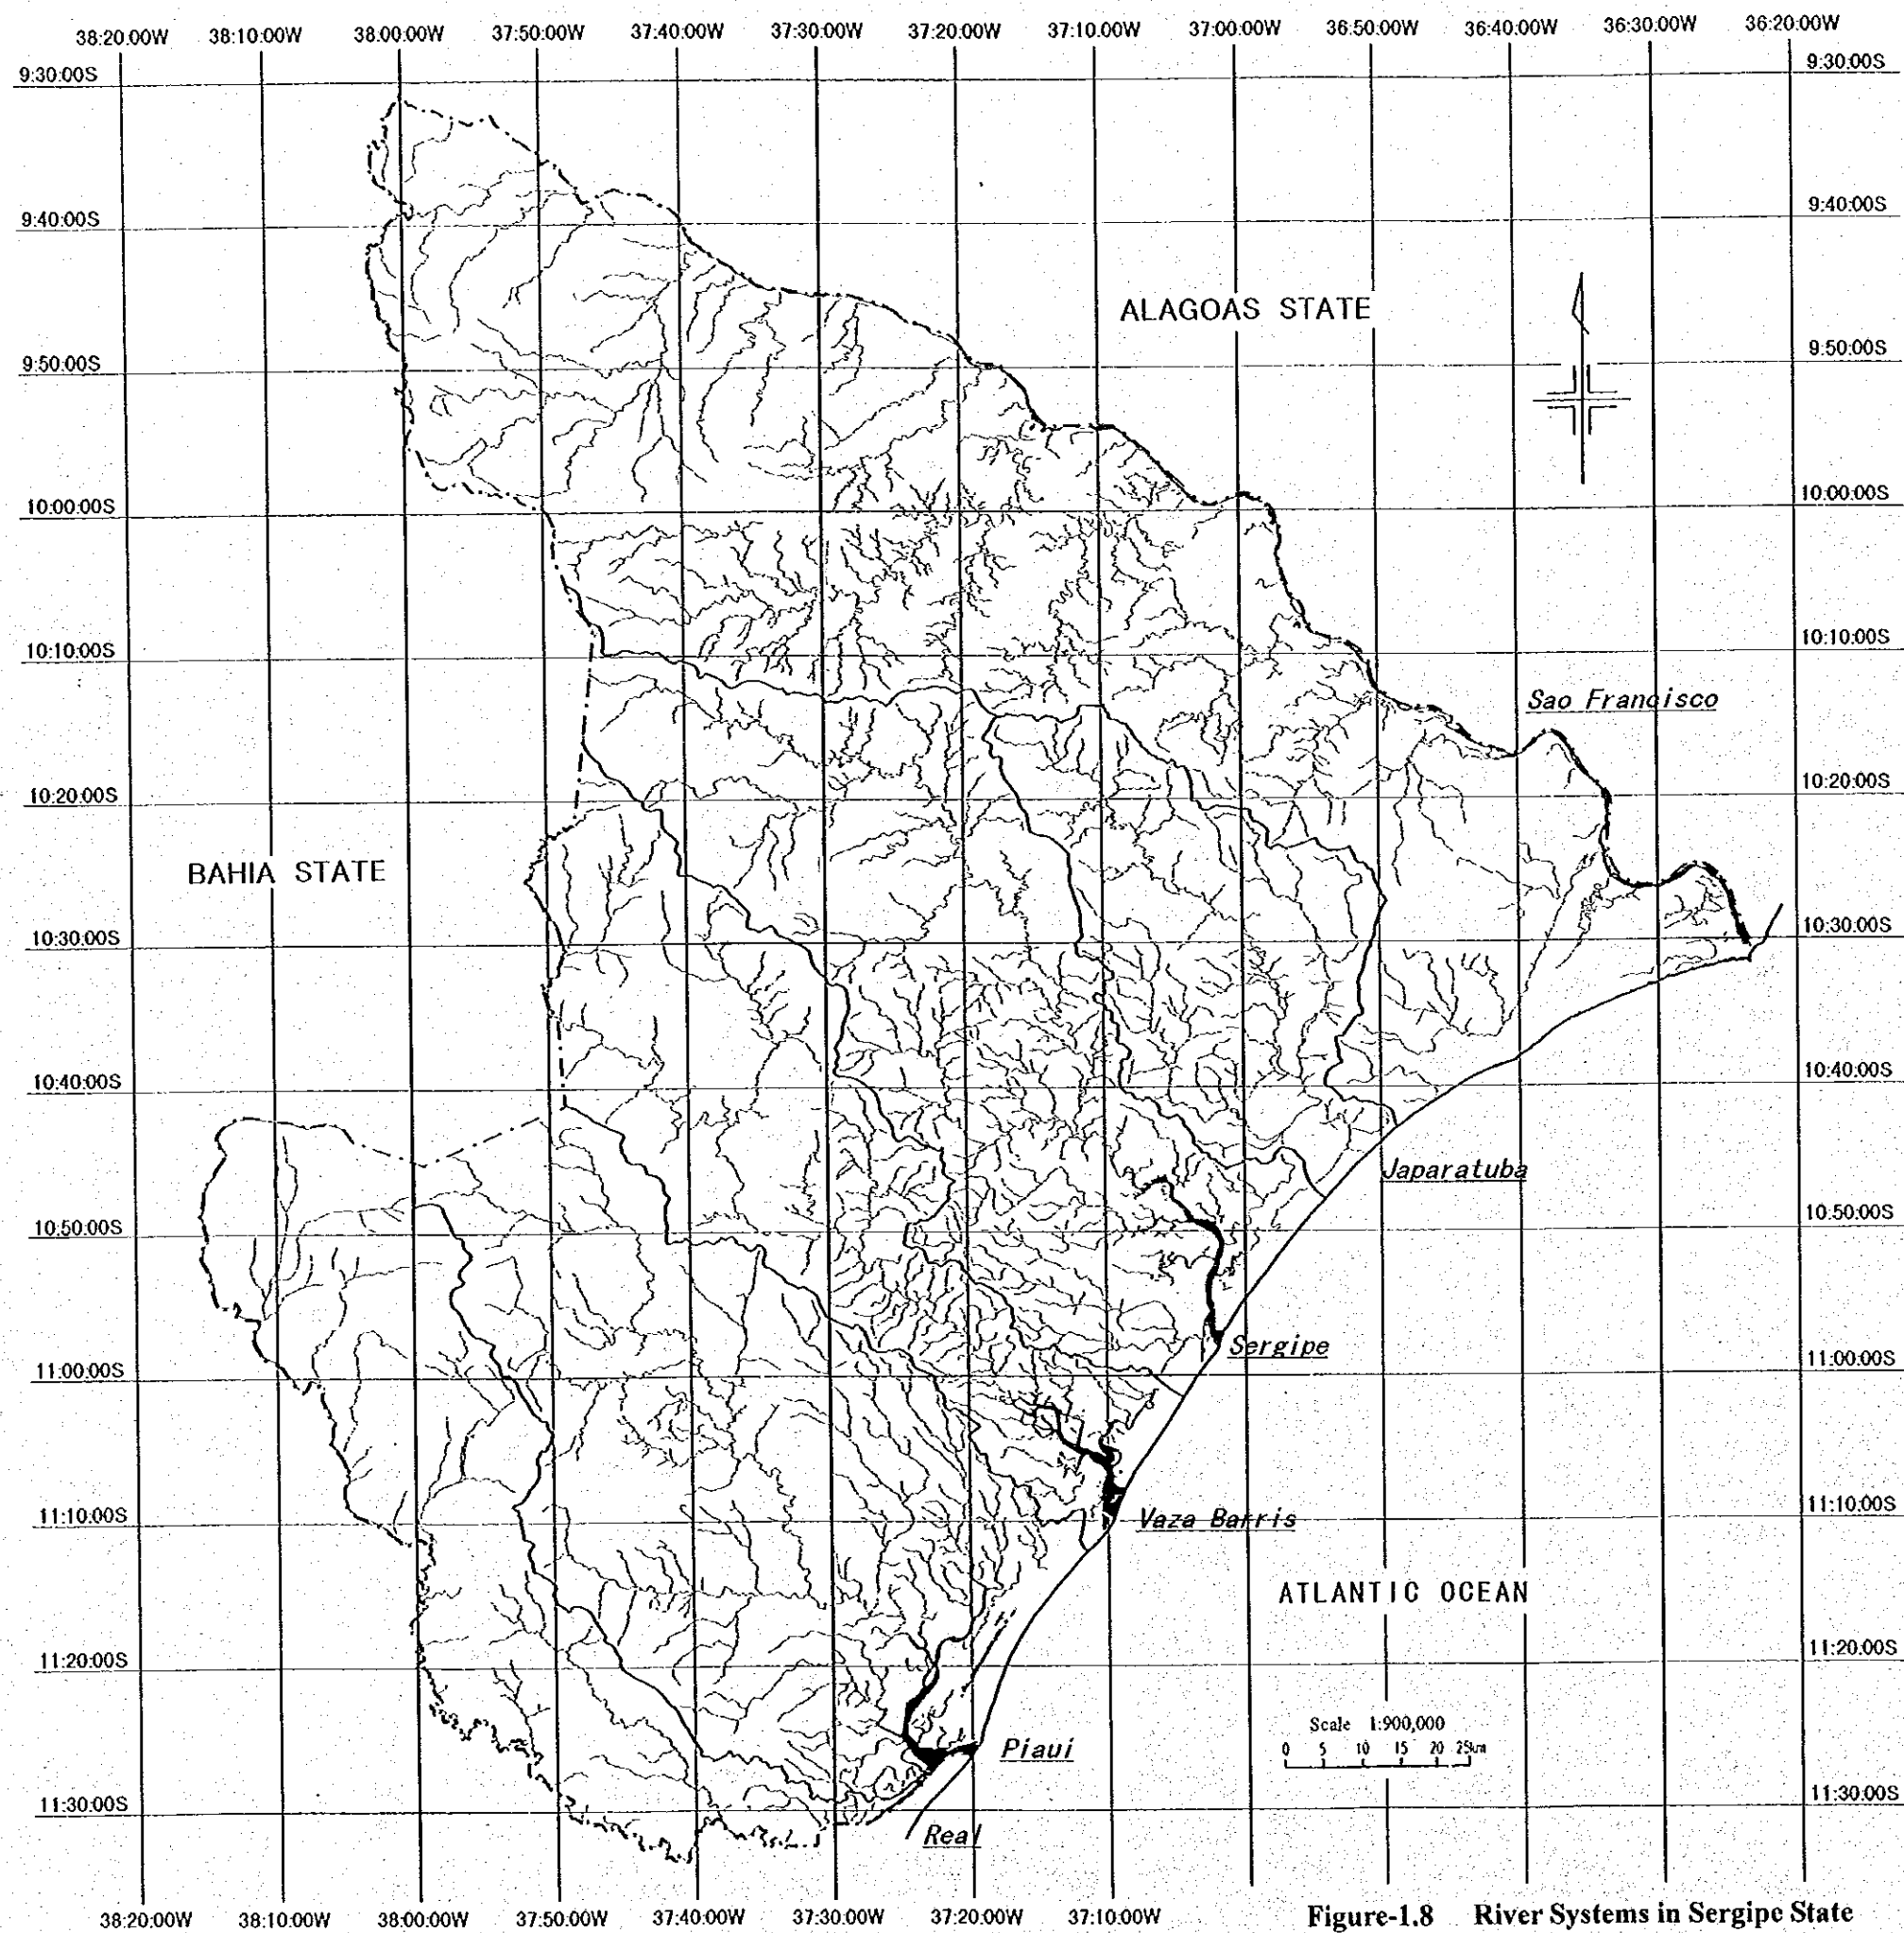 38:20:00W 38:10:00W 38:00:00W 37:50:00W 37:40:00W 37:30:00W 37:20:00W 37:10:00W 37:00:00W 36:50:00W 36:40:00W 36:30:00W 36:20:00W
9:30:00S 9:30:00S
9:40:00S 9:40:00S
ALAGOAS STATE
9:50:00S 9:50:00S
10:00:00S 10:00:00S
10:10:00S 10:10:00S
Sao Francisco
10:20:00S 10:20:00S
BAHIA STATE
10:30:00S 10:30:00S
10:40:00S 10:40:00S
Japaratuba
10:50:00S 10:50:00S
Sergipe
11:00:00S 11:00:00S
11:10:00S 11:10:00S
Vaza Barris
ATLANTIC OCEAN
11:20:00S 11:20:00S
Scale 1:900,000
Piaui
0 5 10 15 20 25km
11:30:00S 11:30:00S
Real
38:20:00W 38:10:00W 38:00:00W 37:50:00W 37:40:00W 37:30:00W 37:20:00W 37:10:00W
Figure-1.8 River Systems in Sergipe State